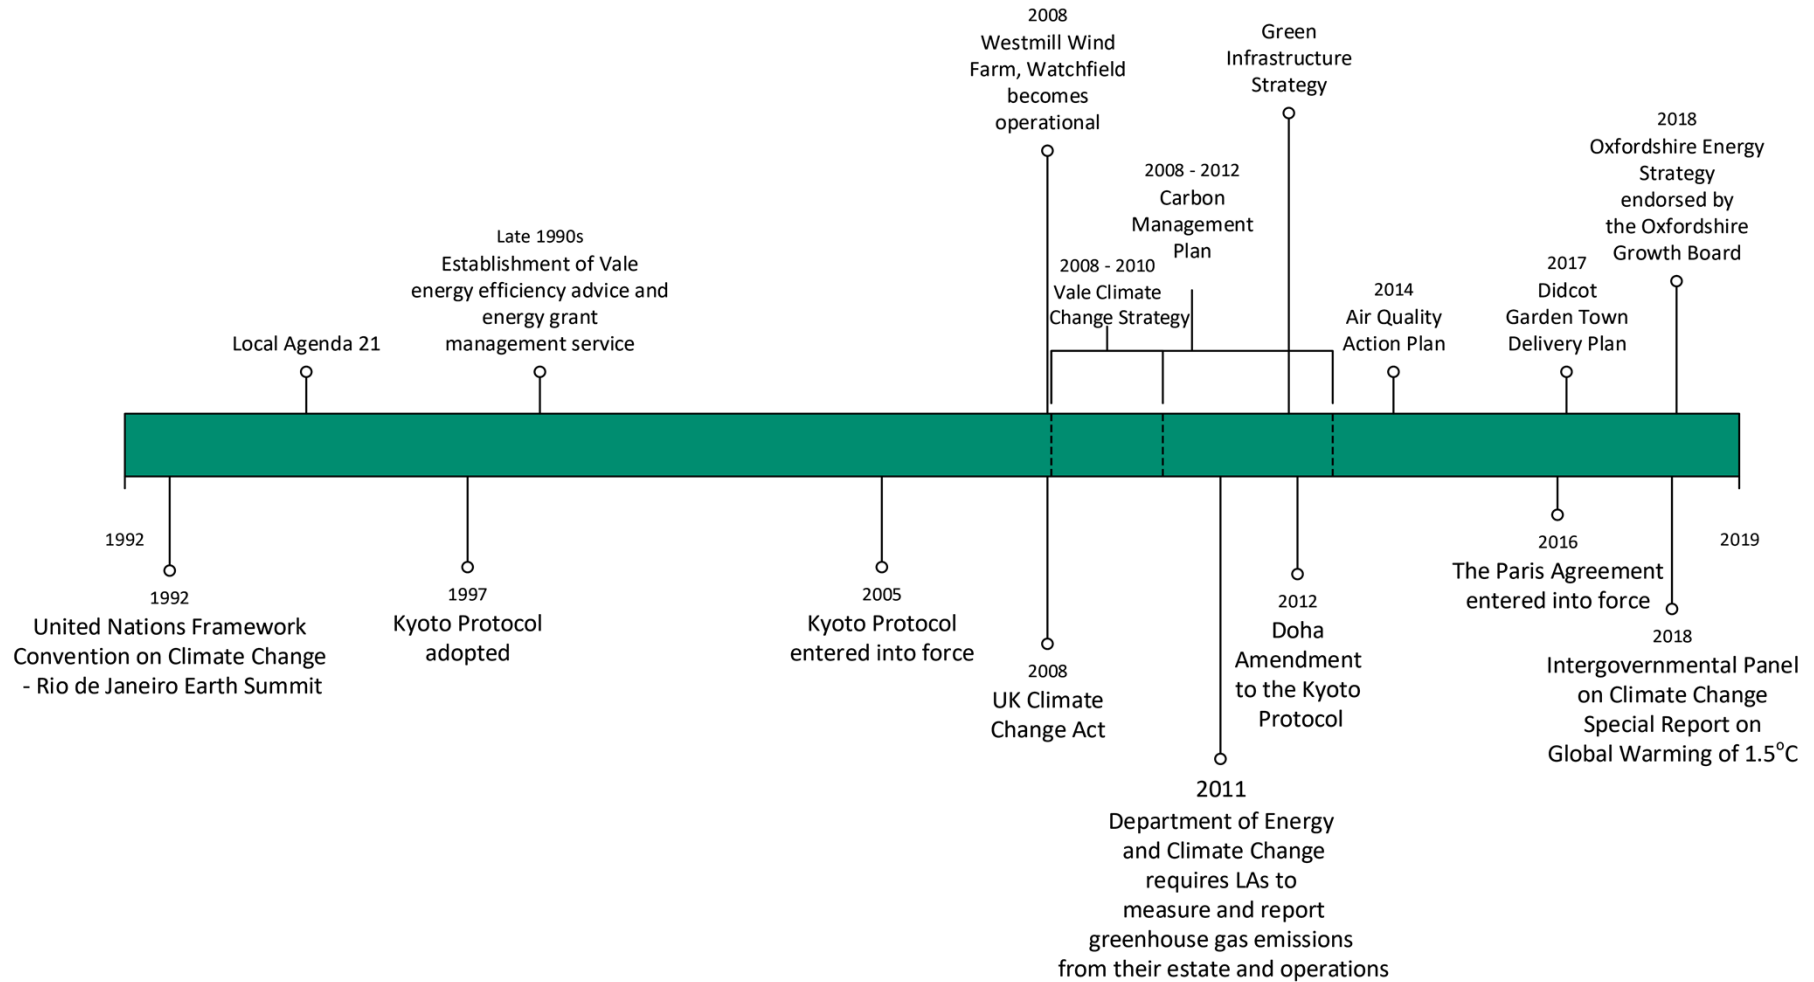 2008
Westmill Wind
Farm, Watchfield
becomes
operational
Green
Infrastructure
Strategy
2018
Oxfordshire Energy
Strategy
endorsed by
the Oxfordshire
Growth Board
2008 - 2012
Carbon
Management
Plan
Late 1990s
Establishment of Vale
energy efficiency advice and
energy grant
management service
2008 - 2010
Vale Climate
Change Strategy
2017
Didcot
Garden Town
Delivery Plan
2014
Air Quality
Action Plan
Local Agenda 21
1992
2019
1992
United Nations Framework
Convention on Climate Change
- Rio de Janeiro Earth Summit
1997
Kyoto Protocol
adopted
2005
Kyoto Protocol
entered into force
2008
UK Climate
Change Act
2011
Department of Energy
and Climate Change
requires LAs to
measure and report
greenhouse gas emissions
from their estate and operations
2012
Doha
Amendment
to the Kyoto
Protocol
2016
The Paris Agreement
entered into force
2018
Intergovernmental Panel
on Climate Change
Special Report on
Global Warming of 1.5°C